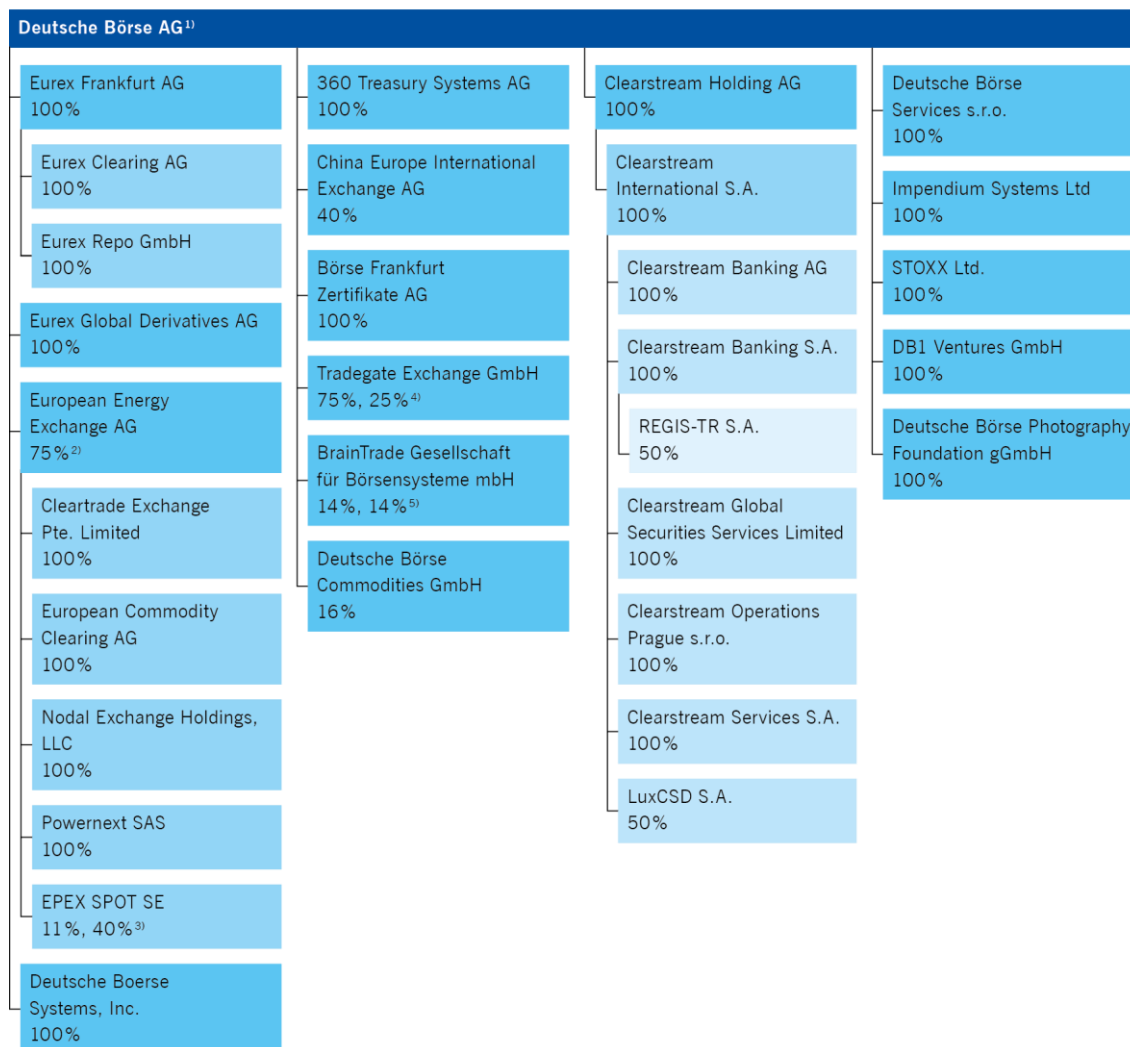 Deutsche Börse AG¹⁾
Eurex Frankfurt AG
100%
Eurex Clearing AG
100%
Eurex Repo GmbH
100%
Eurex Global Derivatives AG
100%
European Energy
Exchange AG
75%²⁾
Cleartrade Exchange
Pte. Limited
100%
European Commodity
Clearing AG
100%
Nodal Exchange Holdings,
LLC
100%
Powernext SAS
100%
EPEX SPOT SE
11%, 40%³⁾
Deutsche Boerse
Systems, Inc.
100%
360 Treasury Systems AG
100%
China Europe International
Exchange AG
40%
Börse Frankfurt
Zertifikate AG
100%
Tradegate Exchange GmbH
75%, 25%⁴⁾
BrainTrade Gesellschaft
für Börsensysteme mbH
14%, 14%⁵⁾
Deutsche Börse
Commodities GmbH
16%
Clearstream Holding AG
100%
Clearstream
International S.A.
100%
Clearstream Banking AG
100%
Clearstream Banking S.A.
100%
REGIS-TR S.A.
50%
Clearstream Global
Securities Services Limited
100%
Clearstream Operations
Prague s.r.o.
100%
Clearstream Services S.A.
100%
LuxCSD S.A.
50%
Deutsche Börse
Services s.r.o.
100%
Impendium Systems Ltd
100%
STOXX Ltd.
100%
DB1 Ventures GmbH
100%
Deutsche Börse Photography
Foundation gGmbH
100%